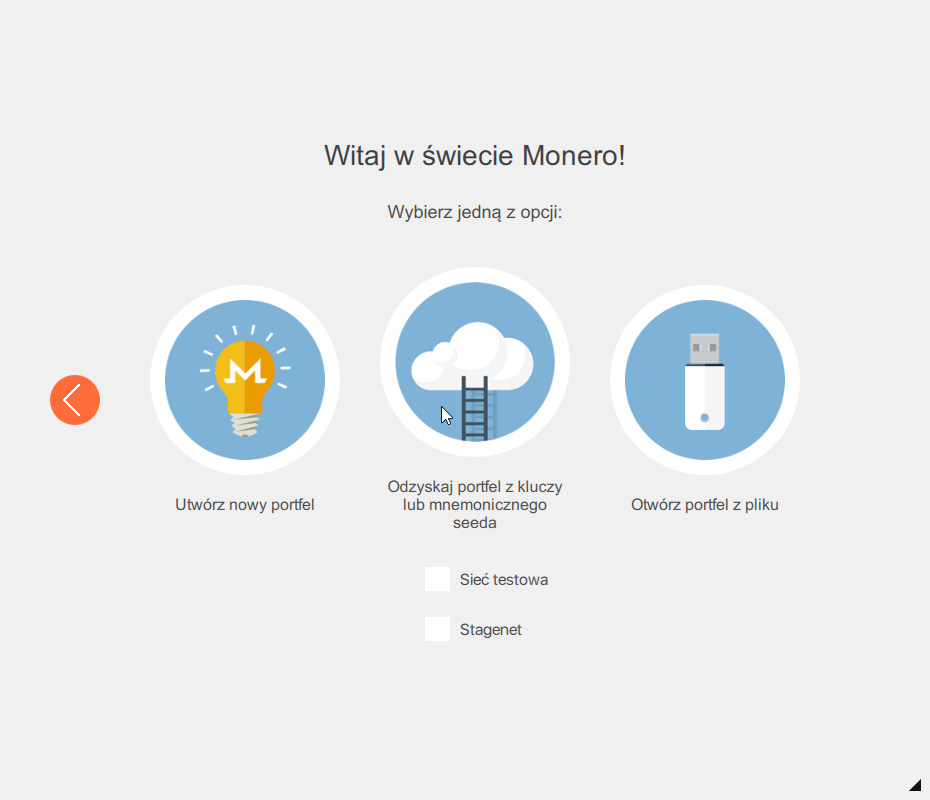 Witaj w świecie Monero!
Wybierz jedną z opcji:
Utwórz nowy portfel
Odzyskaj portfel z kluczy
lub mnemonicznego
seeda
Otwórz portfel z pliku
Sieć testowa
Stagenet